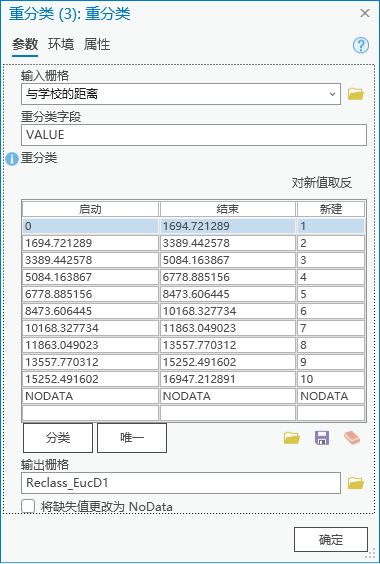 重分类 (3): 重分类
参数 环境 属性
输入栅格
与学校的距离
重分类字段
VALUE
重分类
对新值取反
启动 结束 新建
0 1694.721289 1
1694.721289 3389.442578 2
3389.442578 5084.163867 3
5084.163867 6778.885156 4
6778.885156 8473.606445 5
8473.606445 10168.327734 6
10168.327734 11863.049023 7
11863.049023 13557.770312 8
13557.770312 15252.491602 9
15252.491602 16947.212891 10
NODATA NODATA NODATA
分类 唯一
输出栅格
Reclass_EucD1
将缺失值更改为 NoData
确定